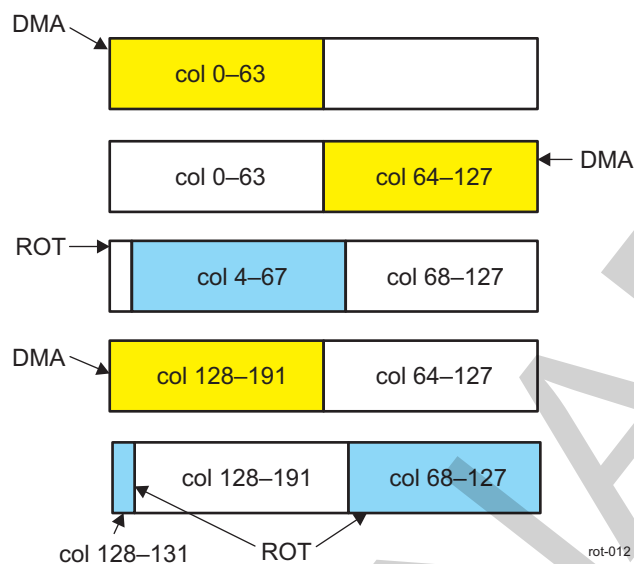 DMA
col 0–63
col 0–63 col 64–127 DMA
ROT
col 4–67 col 68–127
DMA
col 128–191 col 64–127
col 128–191 col 68–127
col 128–131 ROT rot-012